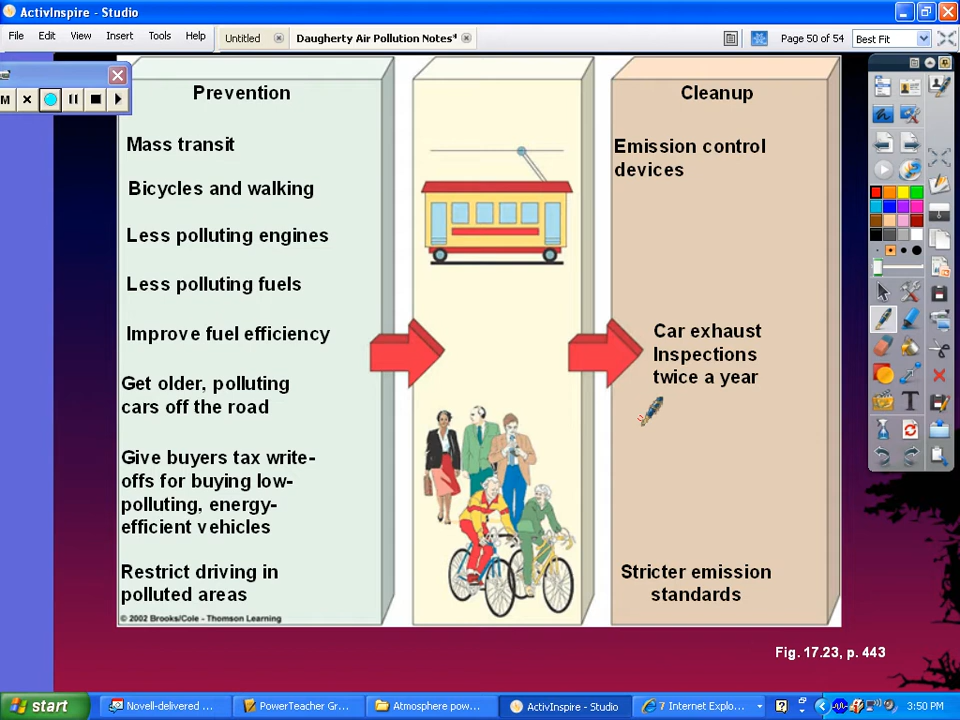 ActivInspire - Studio
File Edit View Insert Tools Help
Untitled
Daugherty Air Pollution Notes*
Page 50 of 54
Best Fit
M
Prevention
Mass transit
Bicycles and walking
Less polluting engines
Less polluting fuels
Improve fuel efficiency
Get older, polluting
cars off the road
Give buyers tax write-
offs for buying low-
polluting, energy-
efficient vehicles
Restrict driving in
polluted areas
© 2002 Brooks/Cole - Thomson Learning
Cleanup
Emission control
devices
Car exhaust
Inspections
twice a year
Stricter emission
standards
Fig. 17.23, p. 443
start
Novell-delivered ...
PowerTeacher Gr...
Atmosphere pow...
ActivInspire - Studio
7 Internet Explo...
3:50 PM